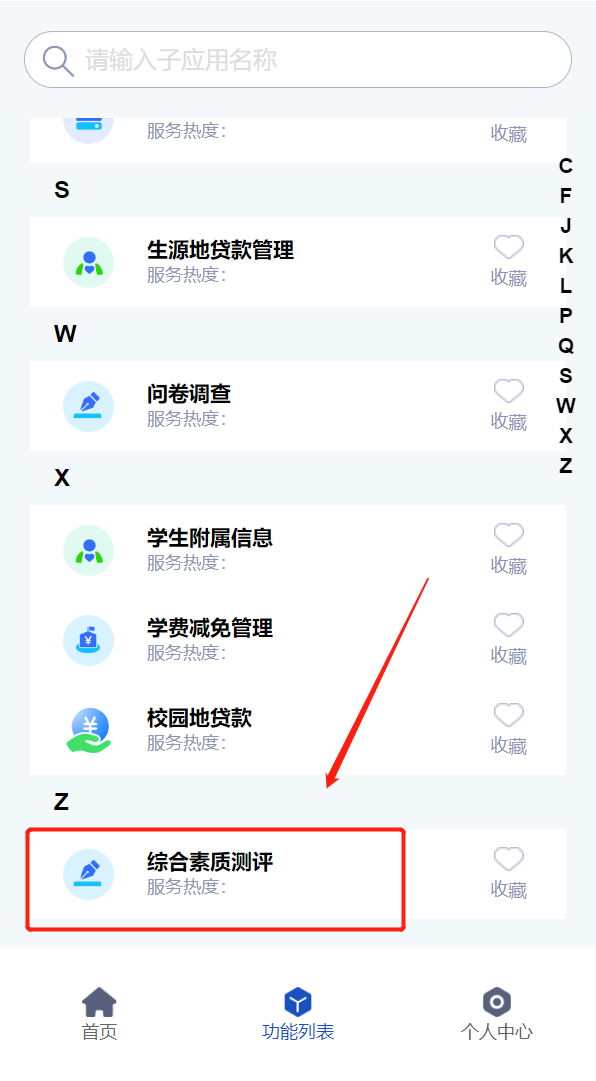 请输入子应用名称
服务热度:
收藏
S
生源地贷款管理
服务热度:
收藏
W
问卷调查
服务热度:
收藏
X
学生附属信息
服务热度:
收藏
学费减免管理
服务热度:
收藏
校园地贷款
服务热度:
收藏
Z
综合素质测评
服务热度:
收藏
C
F
J
K
L
P
Q
S
W
X
Z
首页
功能列表
个人中心